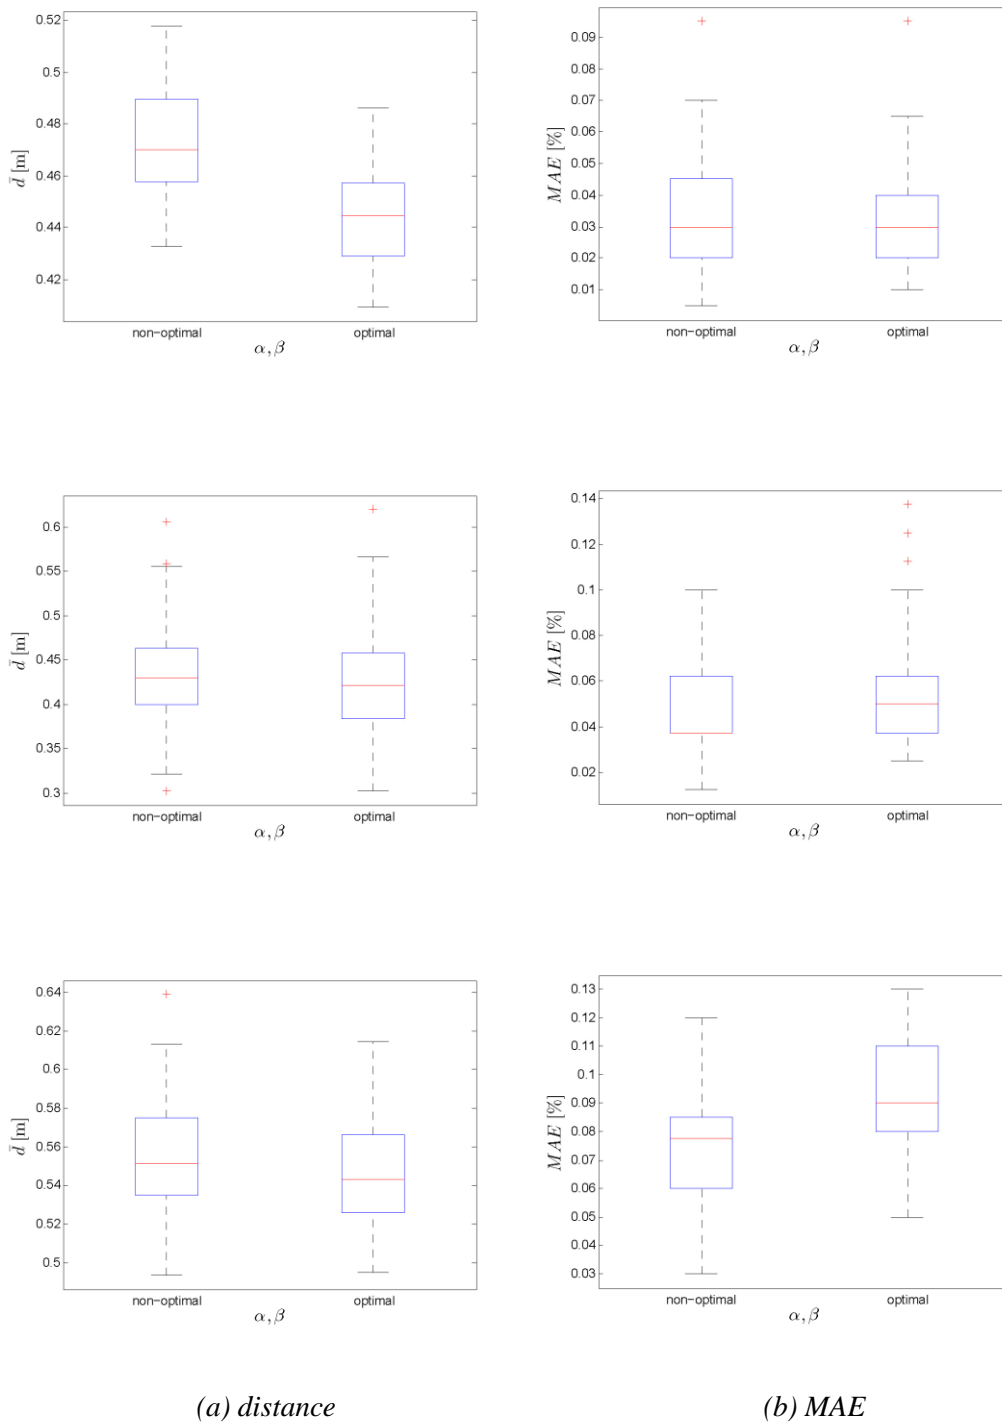 0.52
0.5
0.48
0.46
0.44
0.42
d̄ [m]
non-optimal optimal
α, β
0.09
0.08
0.07
0.06
0.05
0.04
0.03
0.02
0.01
MAE [%]
non-optimal optimal
α, β
0.6
0.55
0.5
0.45
0.4
0.35
0.3
d̄ [m]
non-optimal optimal
α, β
0.14
0.12
0.1
0.08
0.06
0.04
0.02
MAE [%]
non-optimal optimal
α, β
0.64
0.62
0.6
0.58
0.56
0.54
0.52
0.5
d̄ [m]
non-optimal optimal
α, β
0.13
0.12
0.11
0.1
0.09
0.08
0.07
0.06
0.05
0.04
0.03
MAE [%]
non-optimal optimal
α, β
(a) distance
(b) MAE